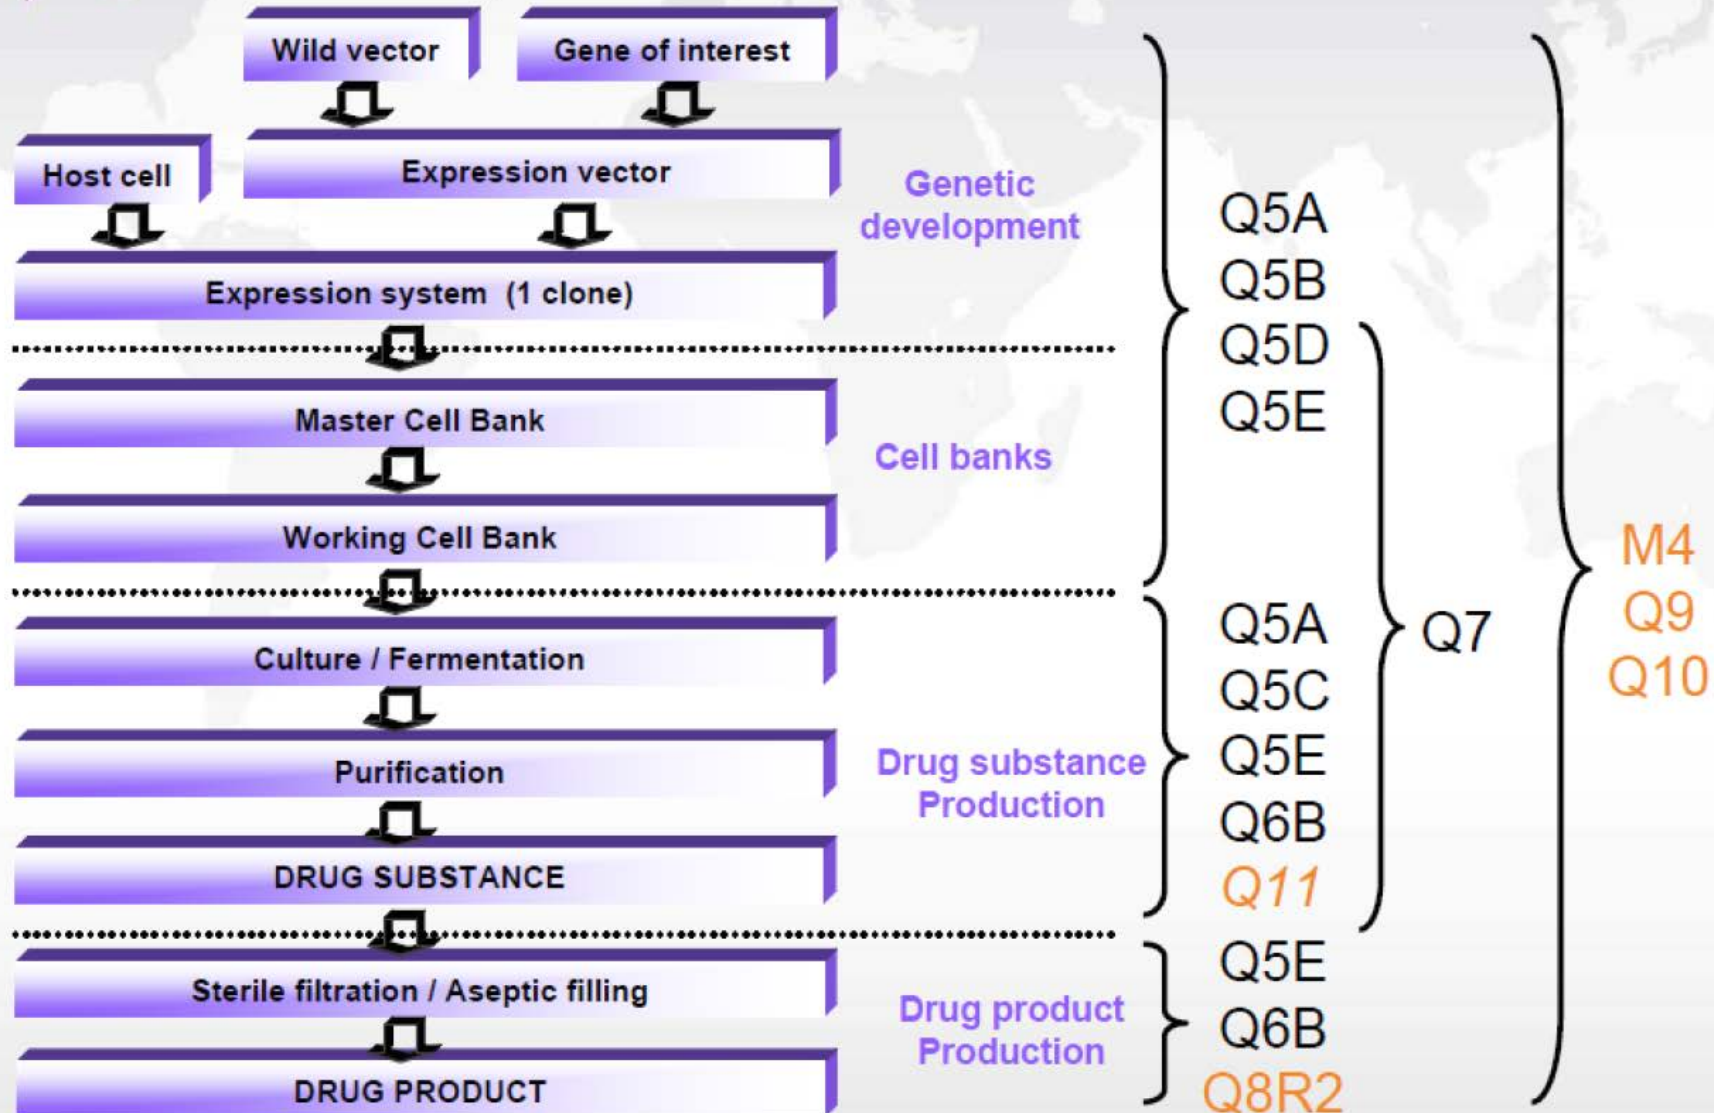 Wild vector
Gene of interest
Host cell
Expression vector
Expression system (1 clone)
Genetic
development
Master Cell Bank
Working Cell Bank
Cell banks
Q5A
Q5B
Q5D
Q5E
Culture / Fermentation
Purification
DRUG SUBSTANCE
Drug substance
Production
Q5A
Q5C
Q5E
Q6B
Q11
Q7
Sterile filtration / Aseptic filling
DRUG PRODUCT
Drug product
Production
Q5E
Q6B
Q8R2
M4
Q9
Q10